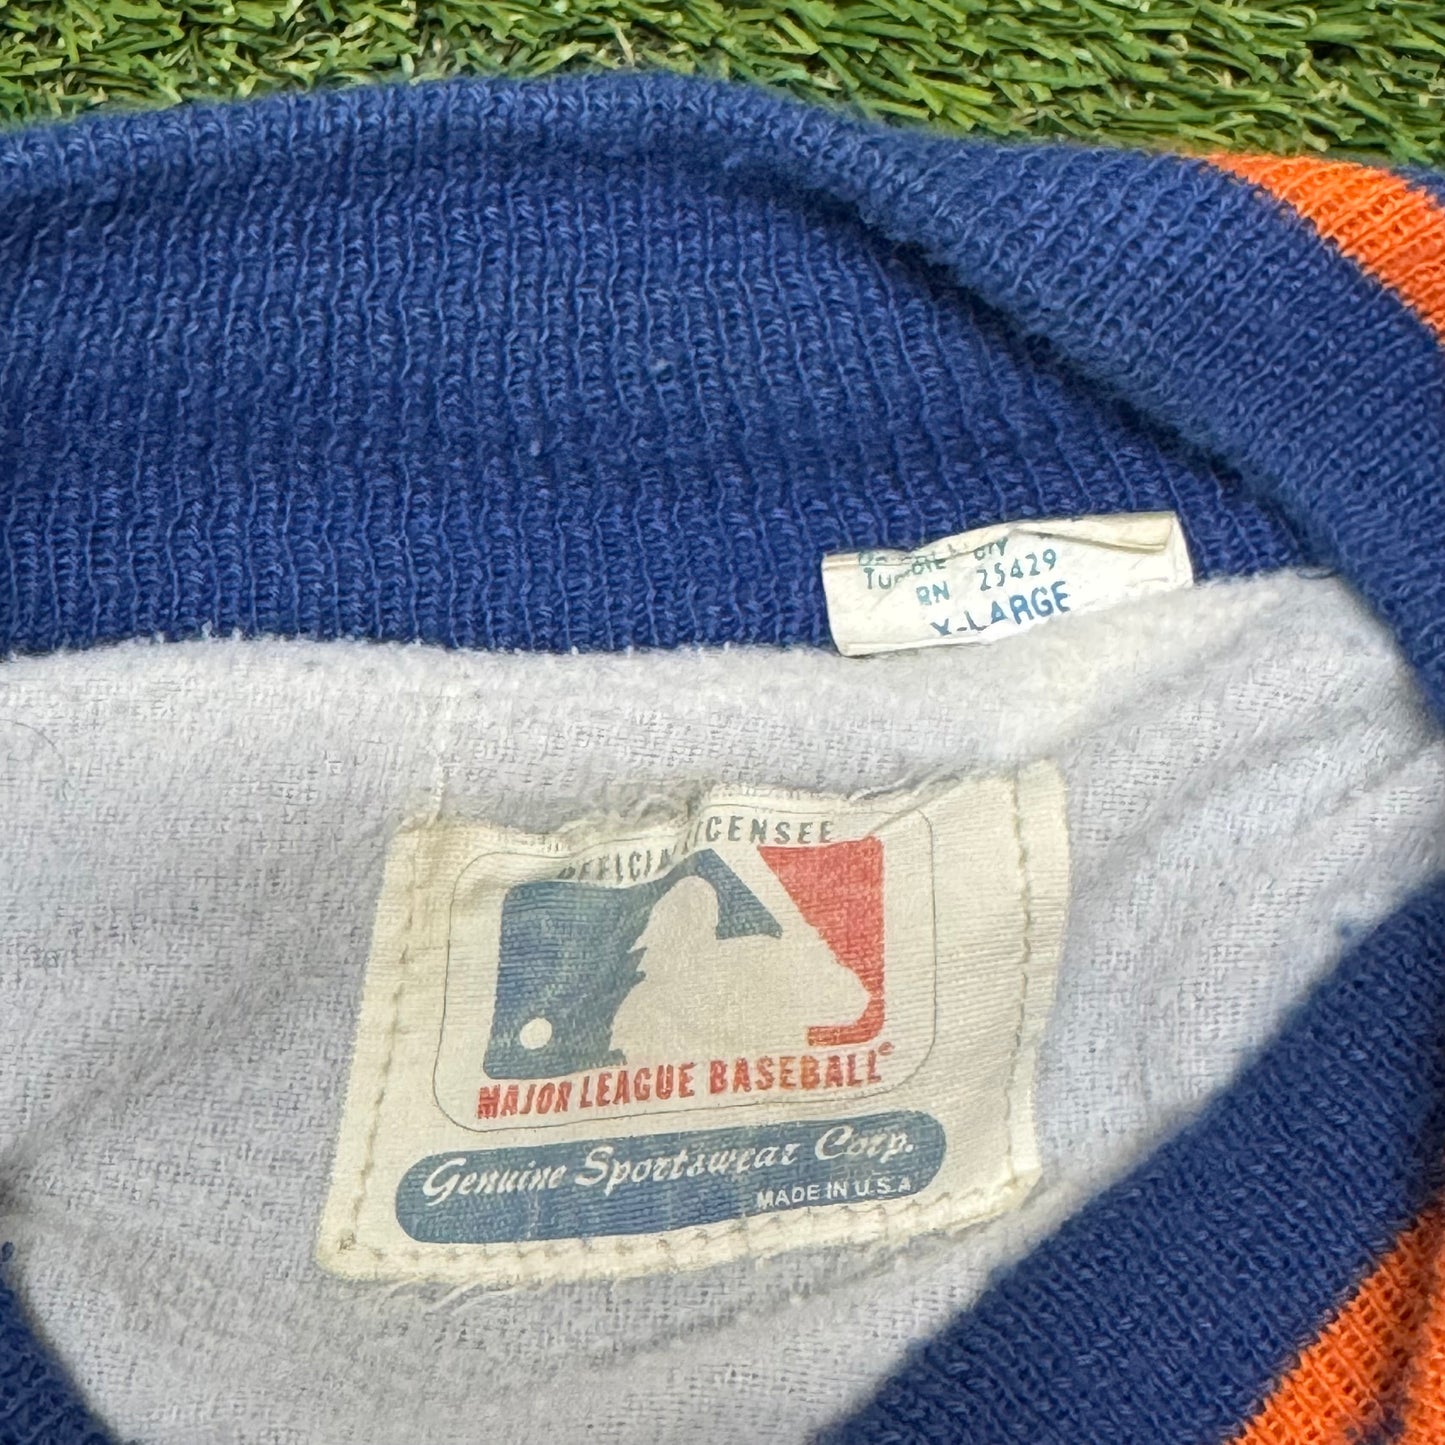 Tumble Dry
RN 25429
X-LARGE
OFFICIAL LICENSEE
MAJOR LEAGUE BASEBALL©
Genuine Sportswear Corp.
MADE IN U.S.A